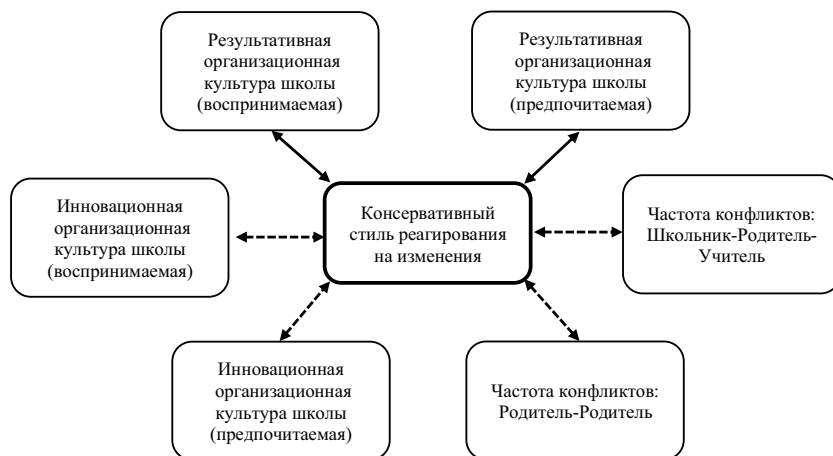 Результативная
организационная
культура школы
(воспринимаемая)
Результативная
организационная
культура школы
(предпочитаемая)
Инновационная
организационная
культура школы
(воспринимаемая)
Консервативный
стиль реагирования
на изменения
Частота конфликтов:
Школьник-Родитель-
Учитель
Инновационная
организационная
культура школы
(предпочитаемая)
Частота конфликтов:
Родитель-Родитель